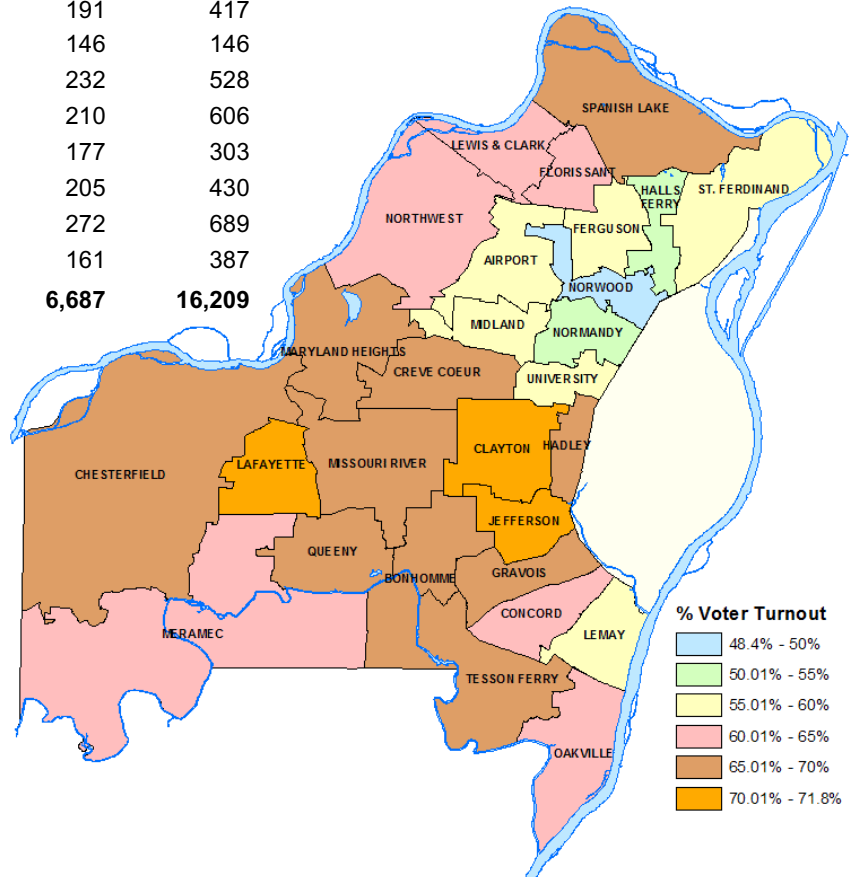 191 417
146 146
232 528
210 606
177 303
205 430
272 689
161 387
6,687 16,209
SPANISH LAKE
LEWIS & CLARK
FLORISSANT
HALLS
FERRY
ST. FERDINAND
NORTHWEST
FERGUSON
AIRPORT
NORWOOD
MIDLAND
NORMANDY
MARYLAND HEIGHTS
CREVE COEUR
UNIVERSITY
CHESTERFIELD
LAFAYETTE
MISSOURI RIVER
CLAYTON
HADLEY
JEFFERSON
QUEENY
BONHOMME
GRAVOIS
CONCORD
MERAMEC
LEMAY
TESSON FERRY
OAKVILLE
% Voter Turnout
48.4% - 50%
50.01% - 55%
55.01% - 60%
60.01% - 65%
65.01% - 70%
70.01% - 71.8%